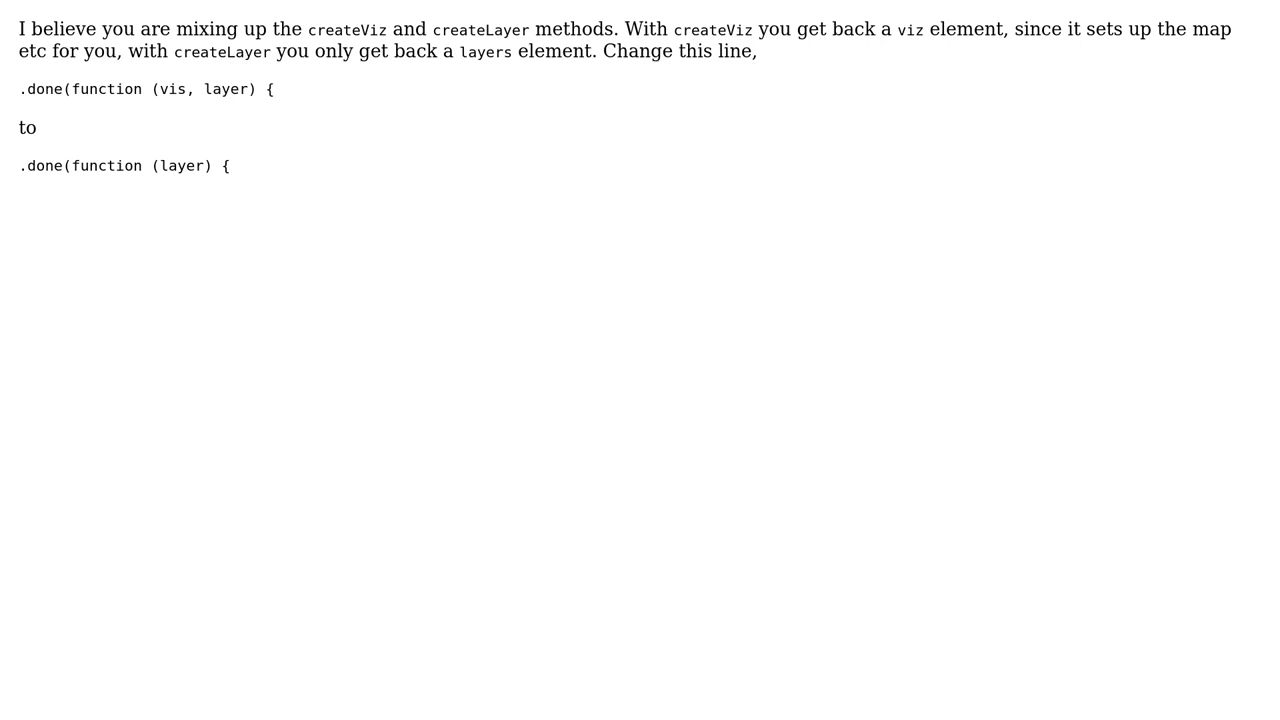 I believe you are mixing up the createViz and createLayer methods. With createViz you get back a viz element, since it sets up the map
etc for you, with createLayer you only get back a layers element. Change this line,
.done(function (vis, layer) {
to
.done(function (layer) {